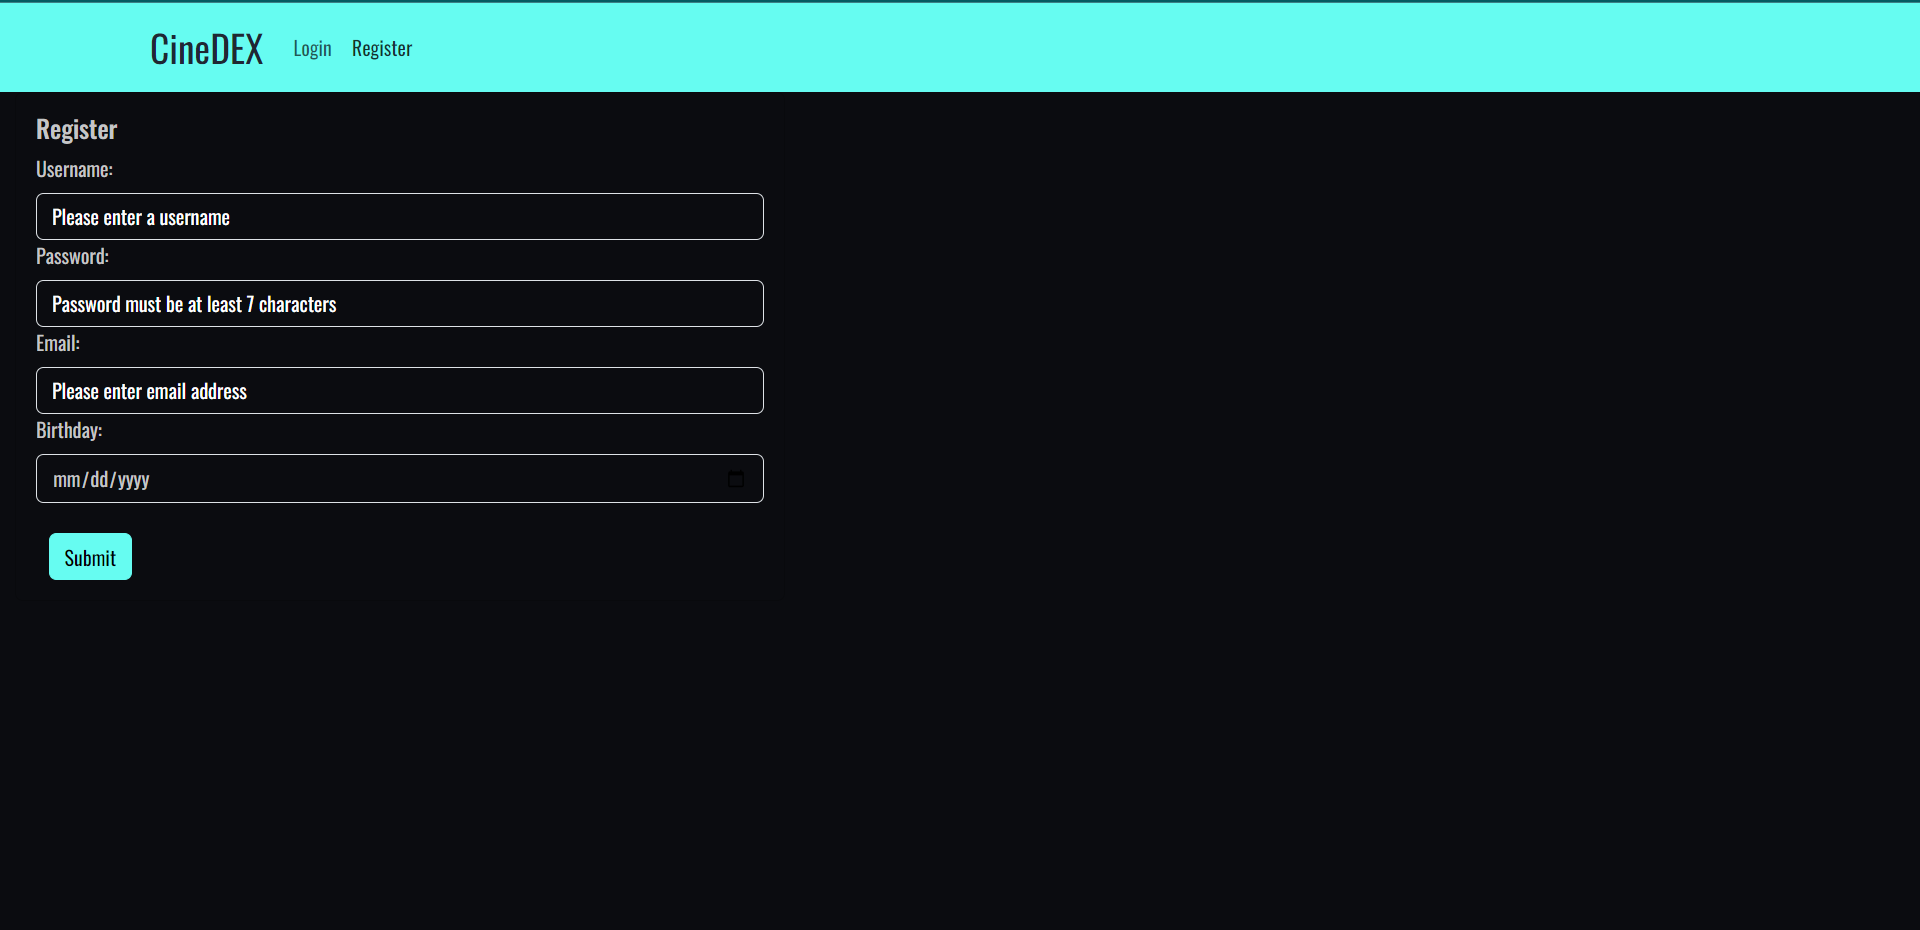 CineDEX Login Register
Register
Username:
Please enter a username
Password:
Password must be at least 7 characters
Email:
Please enter email address
Birthday:
mm/dd/yyyy
Submit